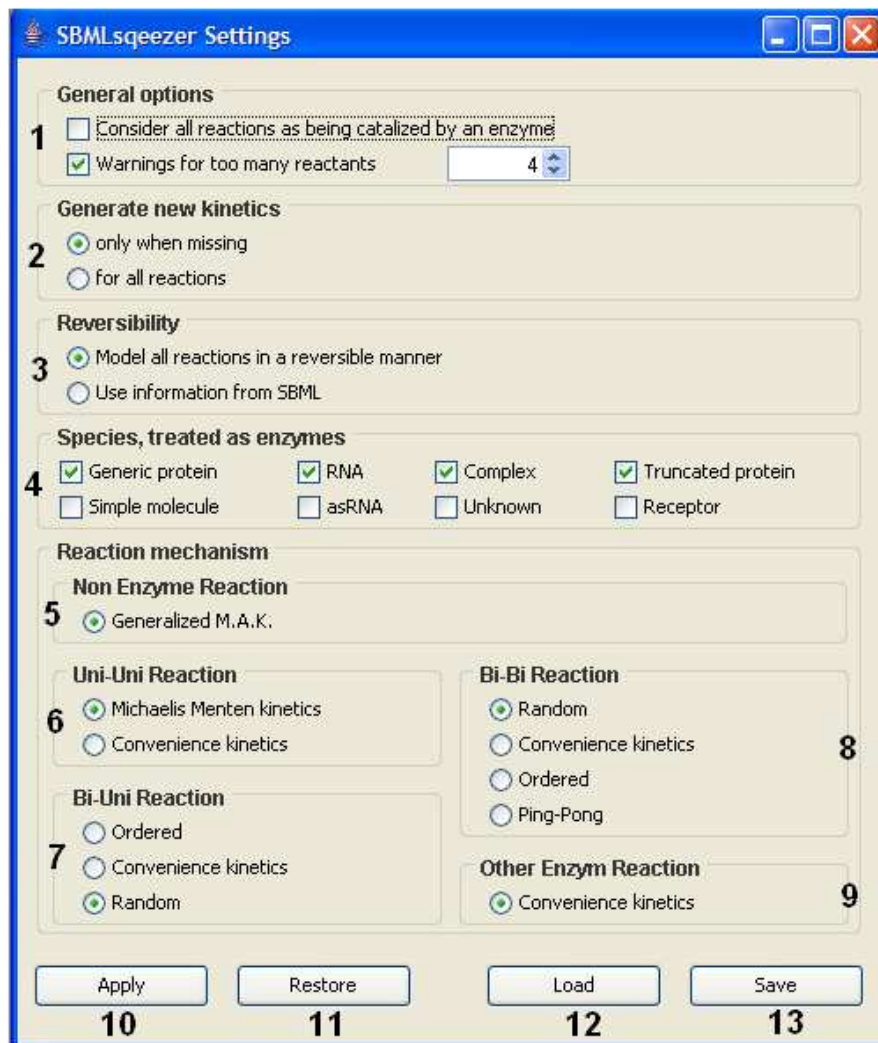 SBMLsqeezer Settings
General options
1
Consider all reactions as being catalized by an enzyme
Warnings for too many reactants 4
Generate new kinetics
2
only when missing
for all reactions
Reversibility
3
Model all reactions in a reversible manner
Use information from SBML
Species, treated as enzymes
4
Generic protein RNA Complex Truncated protein
Simple molecule asRNA Unknown Receptor
Reaction mechanism
Non Enzyme Reaction
5
Generalized M.A.K.
Uni-Uni Reaction
6
Michaelis Menten kinetics
Convenience kinetics
Bi-Uni Reaction
7
Ordered
Convenience kinetics
Random
Bi-Bi Reaction
Random
Convenience kinetics
8
Ordered
Ping-Pong
Other Enzym Reaction
Convenience kinetics
9
Apply Restore Load Save
10 11 12 13